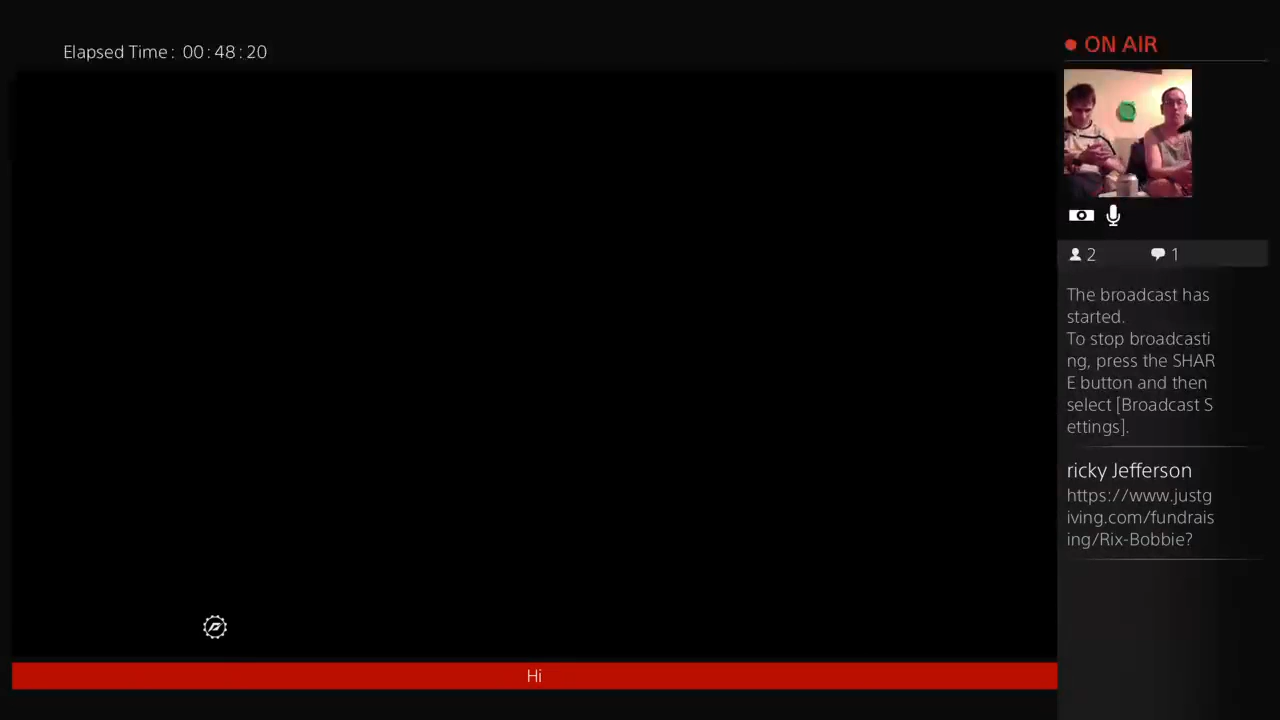 Elapsed Time: 00:48:20
ON AIR
2
1
The broadcast has
started.
To stop broadcasti
ng, press the SHAR
E button and then
select [Broadcast S
ettings].
ricky Jefferson
https://www.justg
iving.com/fundrais
ing/Rix-Bobbie?
Hi